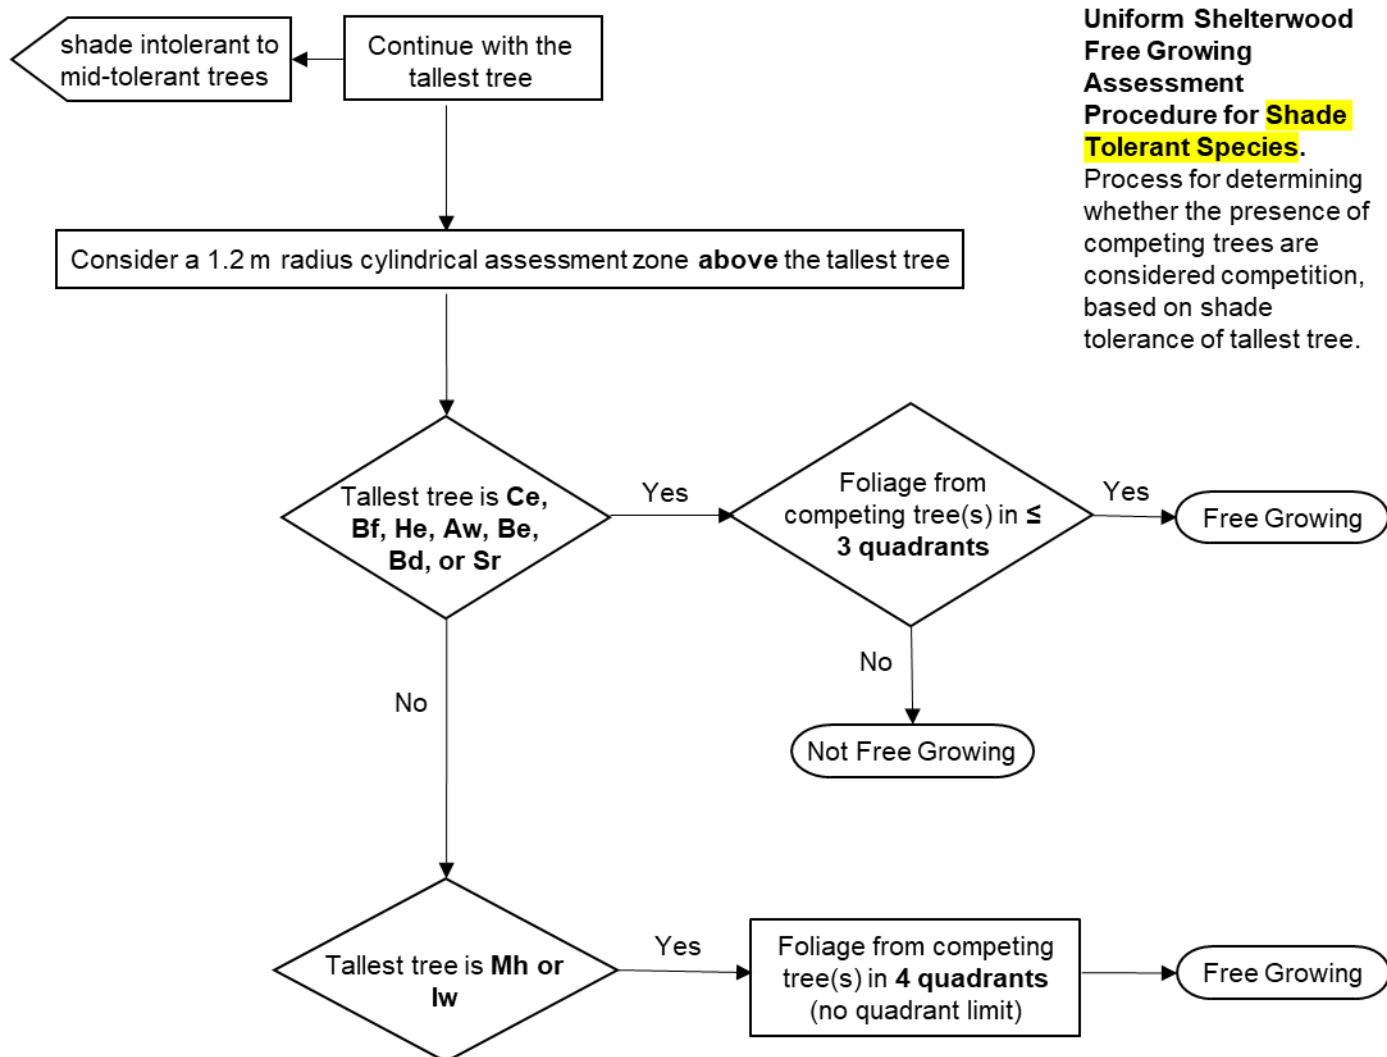 shade intolerant to
mid-tolerant trees
Continue with the
tallest tree
Uniform Shelterwood
Free Growing
Assessment
Procedure for Shade
Tolerant Species.
Process for determining
whether the presence of
competing trees are
considered competition,
based on shade
tolerance of tallest tree.
Consider a 1.2 m radius cylindrical assessment zone above the tallest tree
Tallest tree is Ce,
Bf, He, Aw, Be,
Bd, or Sr
Yes
Foliage from
competing tree(s) in ≤
3 quadrants
Yes
Free Growing
No
Not Free Growing
No
Tallest tree is Mh or
Iw
Yes
Foliage from competing
tree(s) in 4 quadrants
(no quadrant limit)
Free Growing